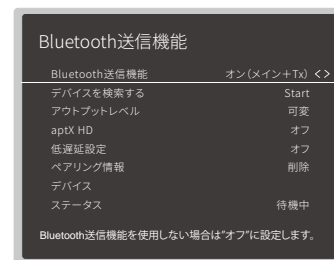 Bluetooth送信機能
Bluetooth送信機能 オン（メイン＋Tx） < >
デバイスを検索する Start
アウトプットレベル 可変
aptX HD オフ
低遅延設定 オフ
ペアリング情報 削除
デバイス
ステータス 待機中
Bluetooth送信機能を使用しない場合は"オフ"に設定します。